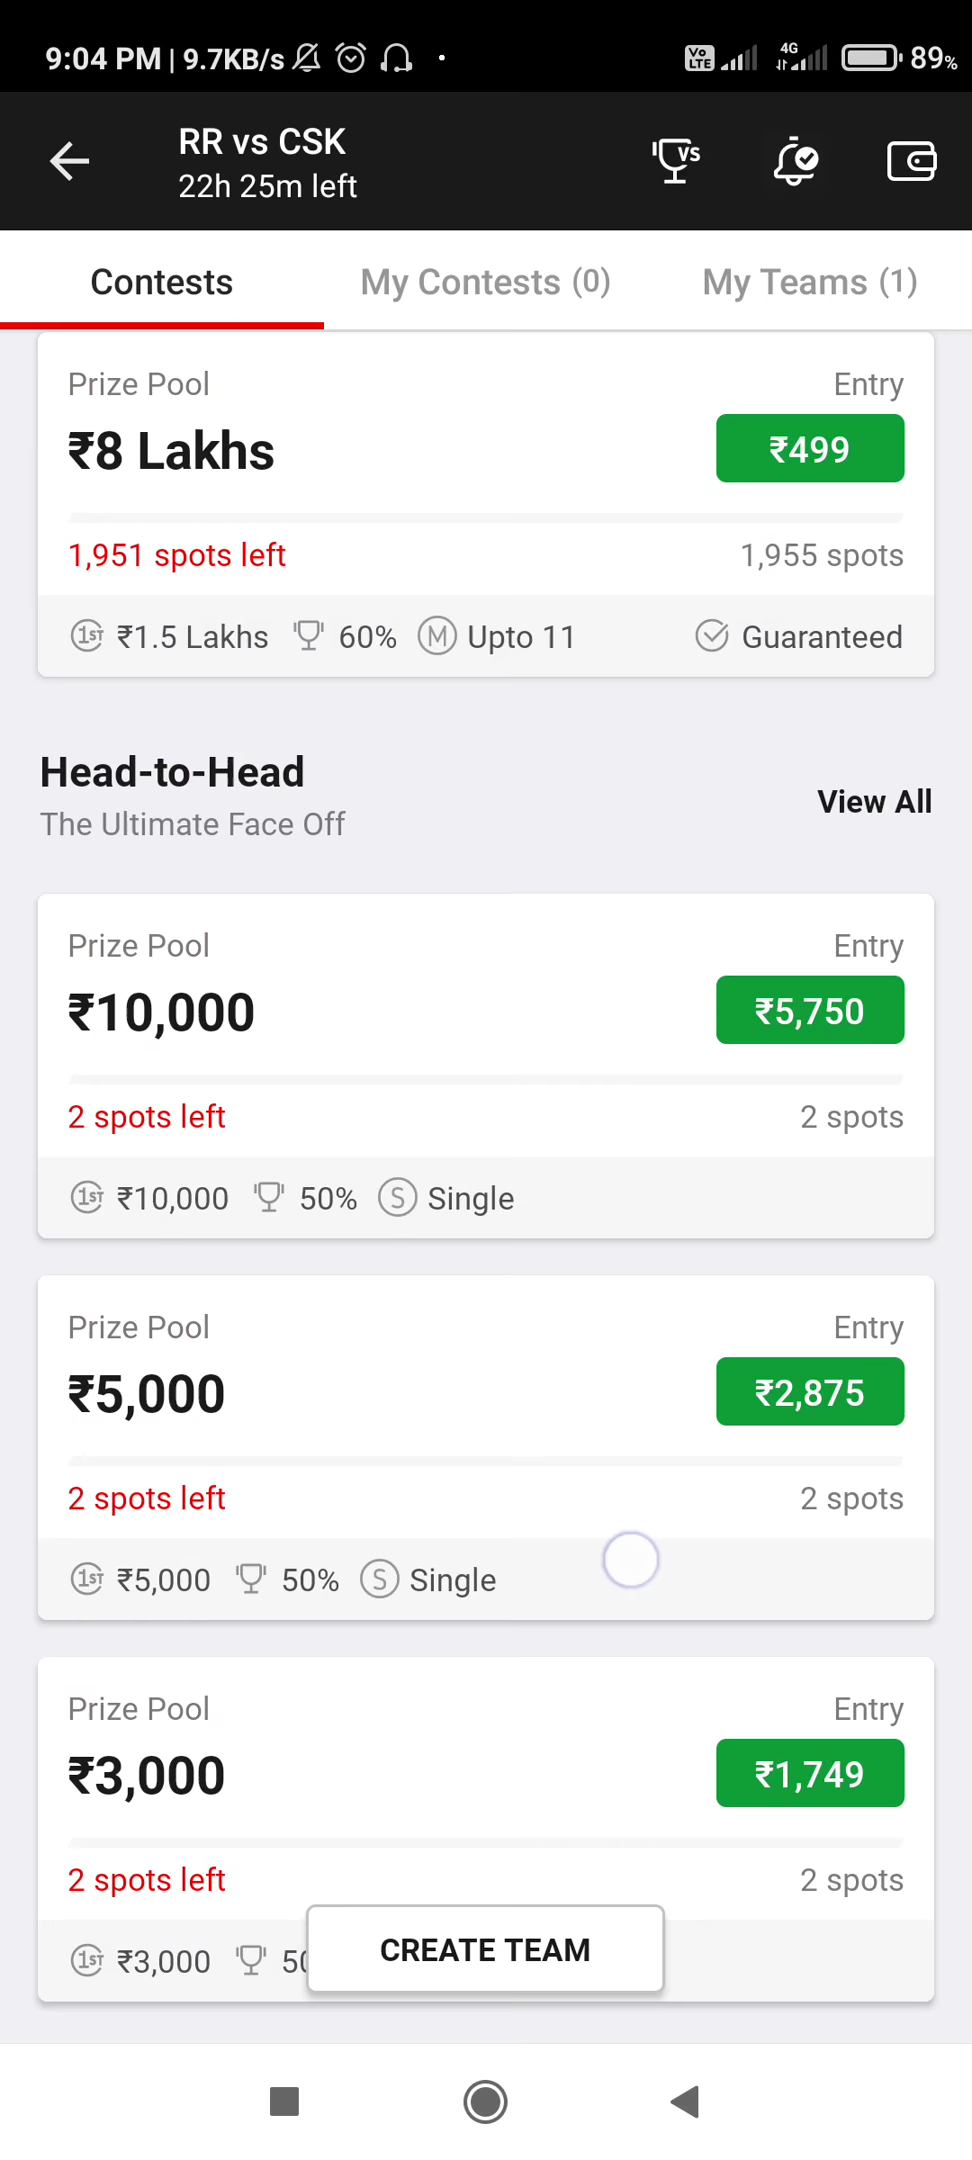 9:04 PM | 9.7KB/s Vo LTE 4G 89%
RR vs CSK
22h 25m left
VS
Contests My Contests (0) My Teams (1)
Prize Pool Entry
₹8 Lakhs ₹499
1,951 spots left 1,955 spots
1ST ₹1.5 Lakhs 60% M Upto 11 Guaranteed
Head-to-Head
The Ultimate Face Off
View All
Prize Pool Entry
₹10,000 ₹5,750
2 spots left 2 spots
1ST ₹10,000 50% S Single
Prize Pool Entry
₹5,000 ₹2,875
2 spots left 2 spots
1ST ₹5,000 50% S Single
Prize Pool Entry
₹3,000 ₹1,749
2 spots left 2 spots
1ST ₹3,000
CREATE TEAM